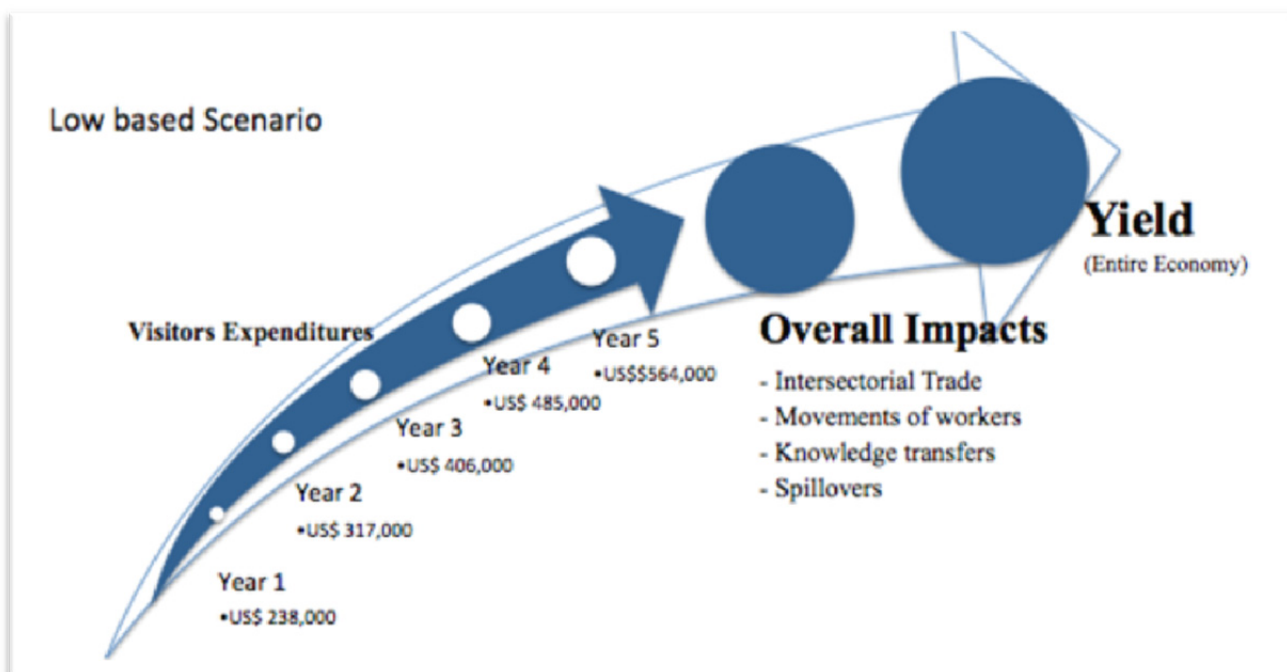 Low based Scenario
Visitors Expenditures
Year 1
•US$ 238,000
Year 2
•US$ 317,000
Year 3
•US$ 406,000
Year 4
•US$ 485,000
Year 5
•US$$564,000
Overall Impacts
- Intersectorial Trade
- Movements of workers
- Knowledge transfers
- Spillovers
Yield
(Entire Economy)